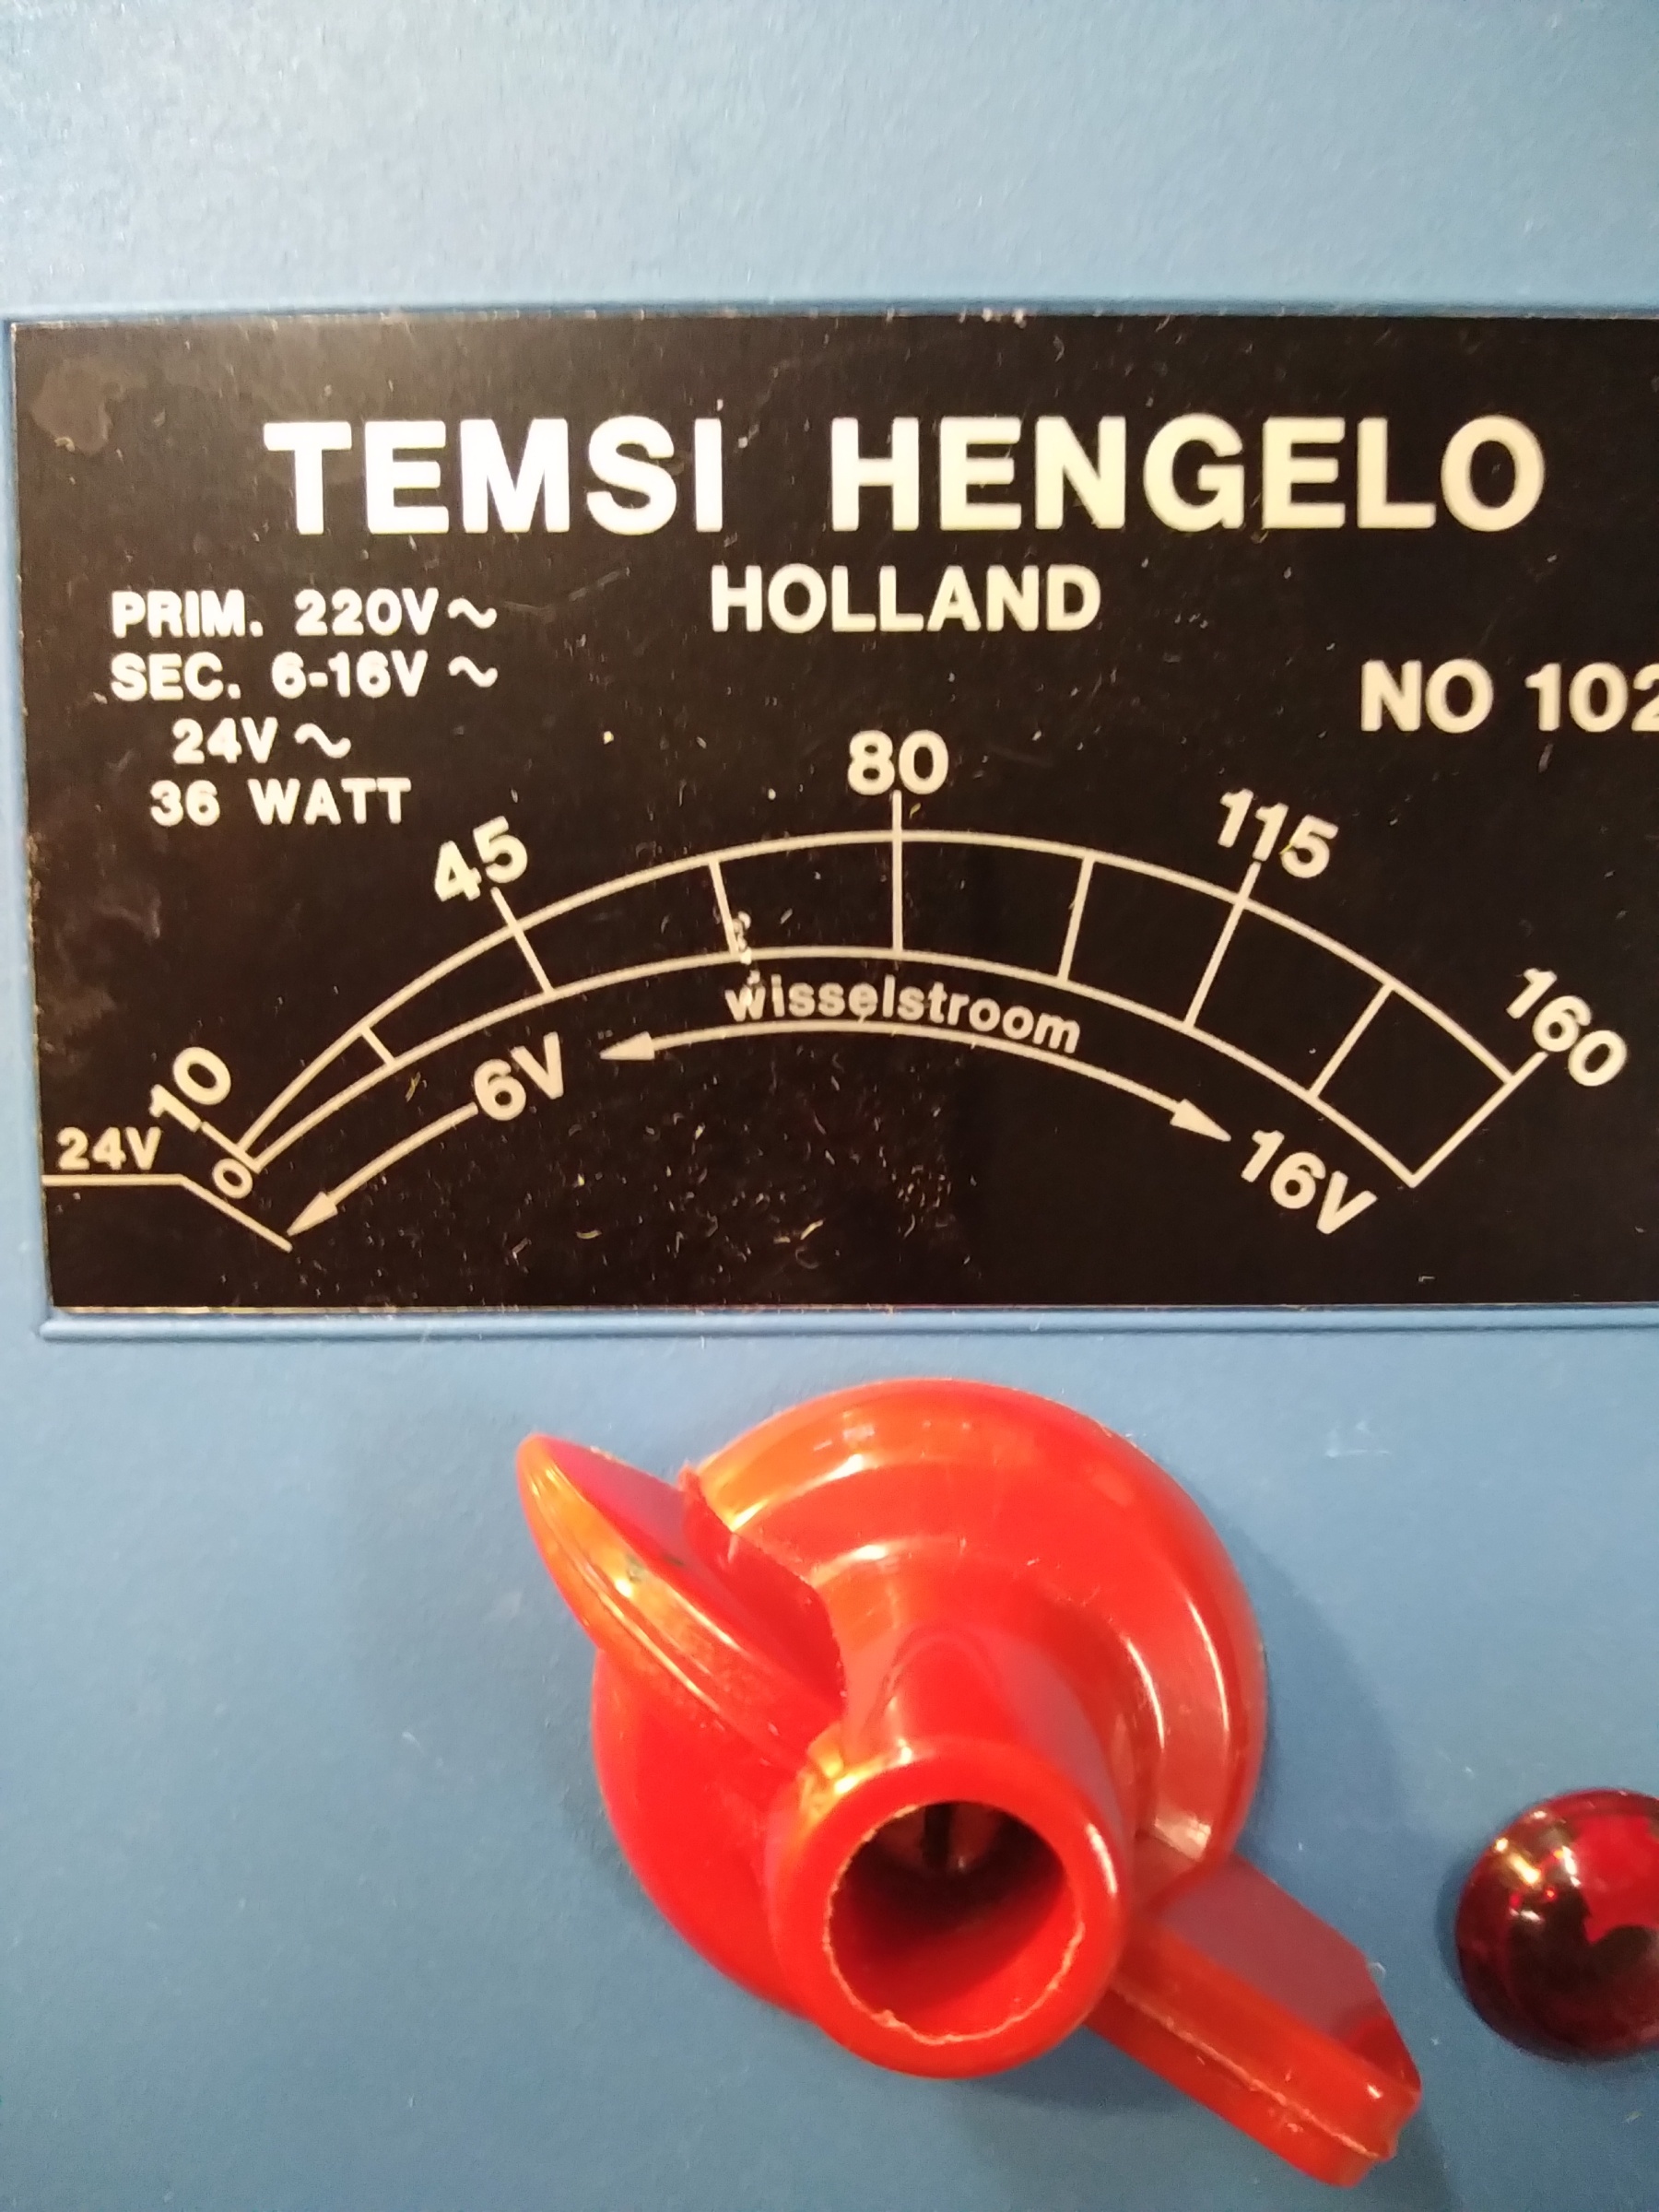 TEMSI HENGELO
HOLLAND
PRIM. 220V~
SEC. 6-16V~
24V~
36 WATT
NO 102
10 45 80 115 160
24V
0
6V
wisselstroom
16V